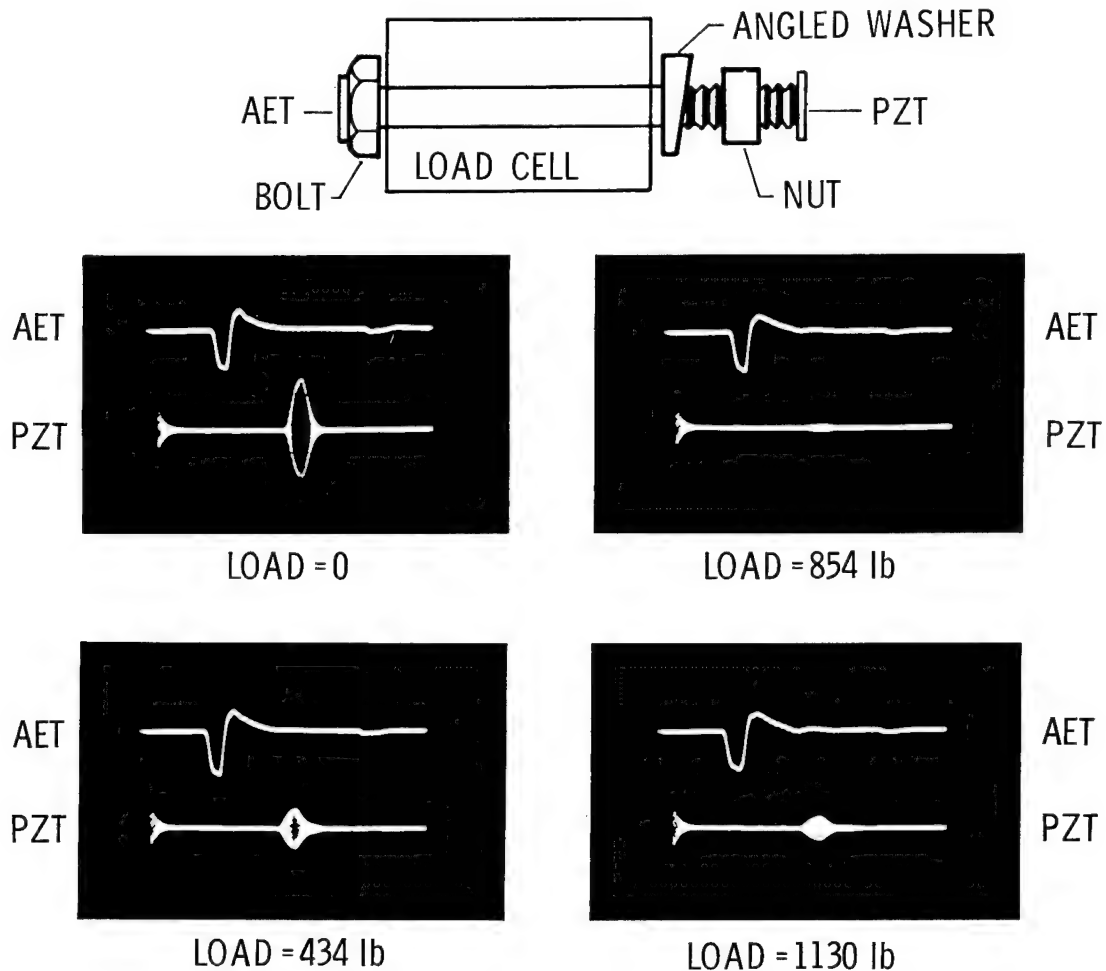 ANGLED WASHER
AET
PZT
LOAD CELL
BOLT
NUT
AET
PZT
LOAD = 0
AET
PZT
LOAD = 854 lb
AET
PZT
LOAD = 434 lb
AET
PZT
LOAD = 1130 lb